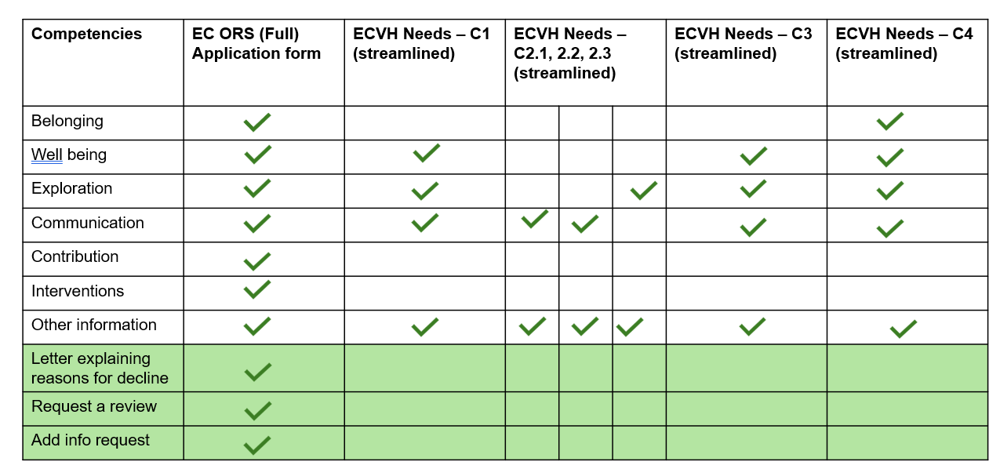 Competencies
EC ORS (Full)
Application form
ECVH Needs – C1
(streamlined)
ECVH Needs –
C2.1, 2.2, 2.3
(streamlined)
ECVH Needs – C3
(streamlined)
ECVH Needs – C4
(streamlined)
Belonging
Well being
Exploration
Communication
Contribution
Interventions
Other information
Letter explaining
reasons for decline
Request a review
Add info request